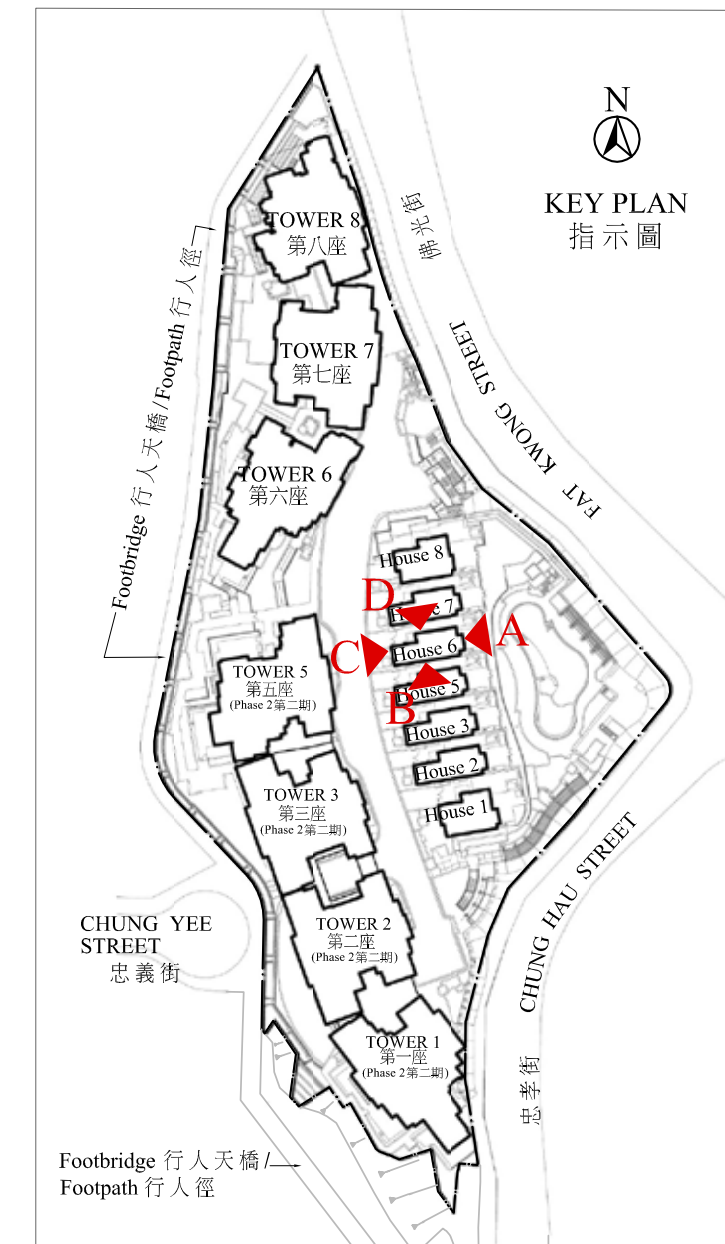 N
KEY PLAN
指示圖
佛光街
FAT KWONG STREET
TOWER 8
第八座
TOWER 7
第七座
TOWER 6
第六座
Footbridge 行人天橋/Footpath 行人徑
House 8
D
House 7
A
C
House 6
B
House 5
House 3
House 2
House 1
TOWER 5
第五座
(Phase 2第二期)
TOWER 3
第三座
(Phase 2第二期)
TOWER 2
第二座
(Phase 2第二期)
TOWER 1
第一座
(Phase 2第二期)
CHUNG YEE
STREET
忠義街
CHUNG HAU STREET
忠孝街
Footbridge 行人天橋/
Footpath 行人徑